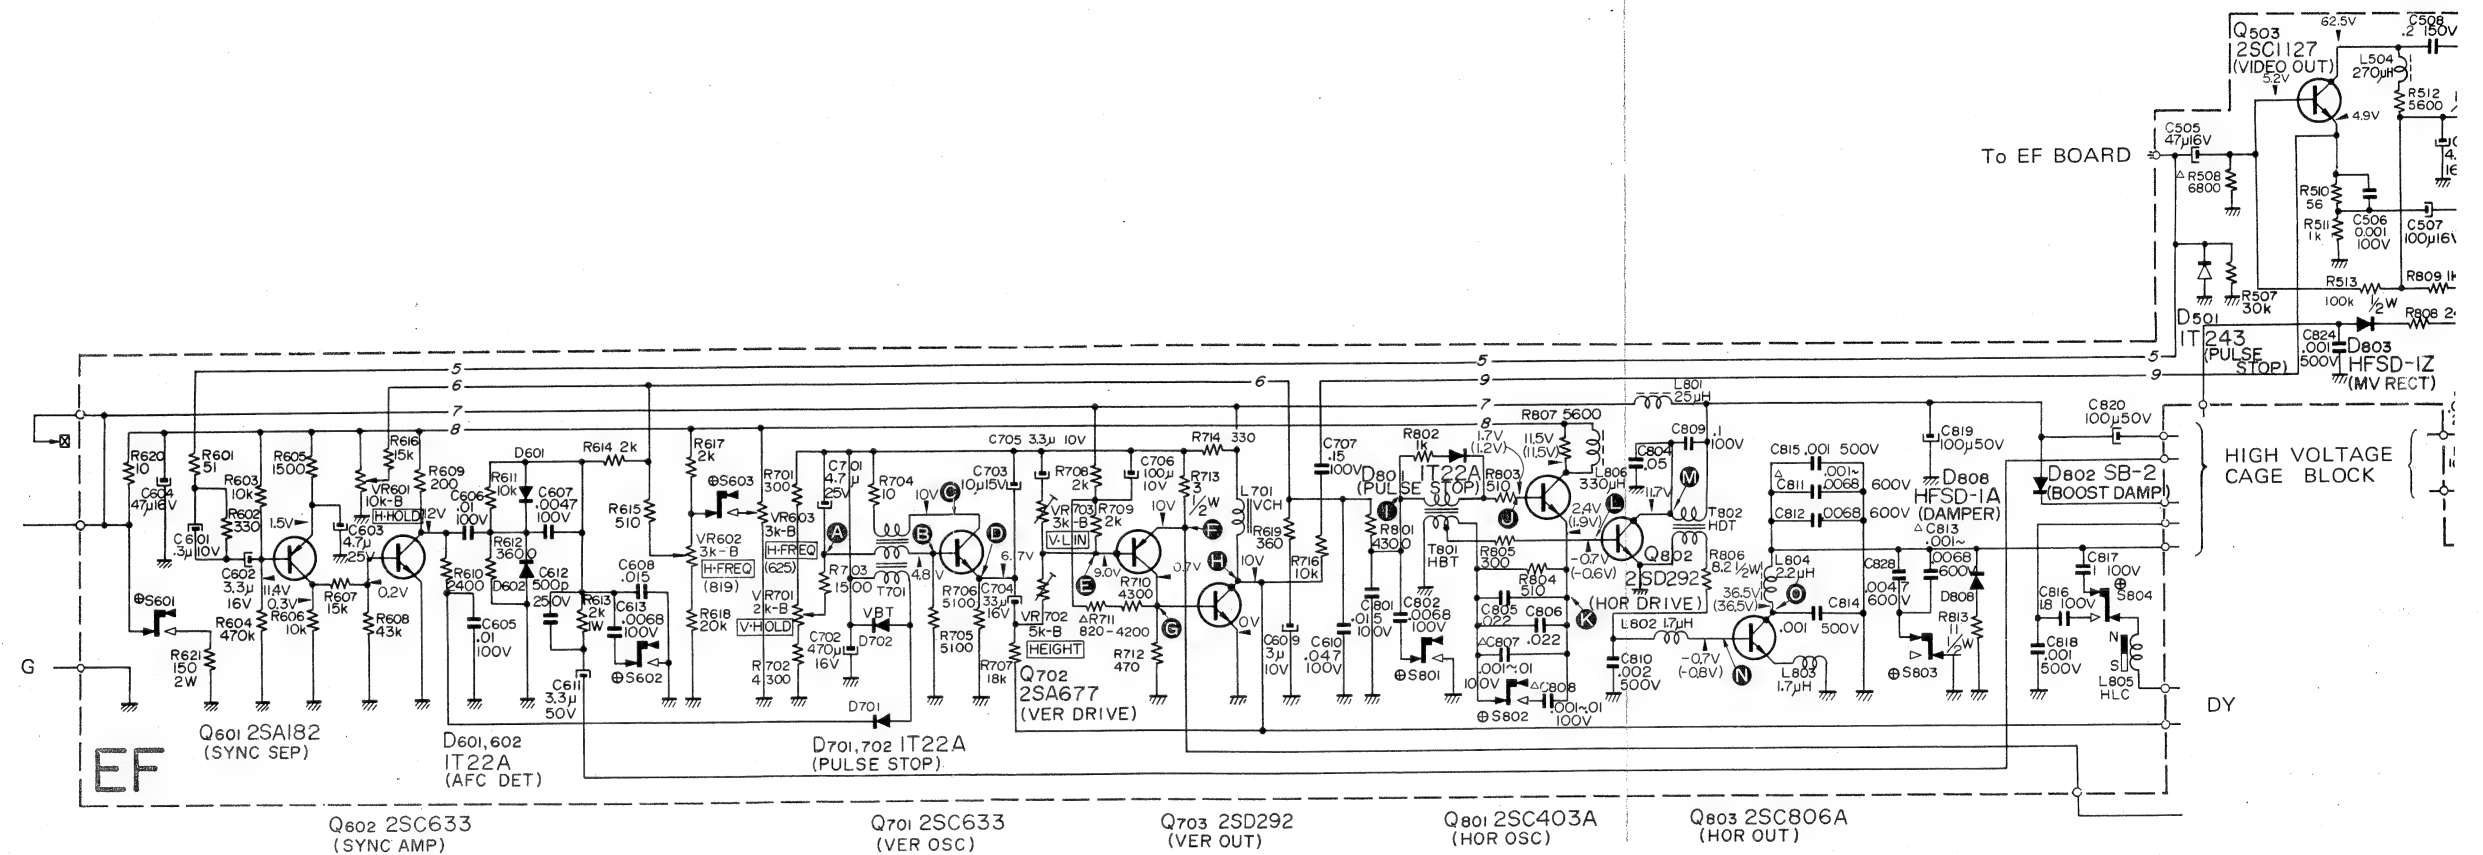 Q503
2SC1127
(VIDEO OUT)
62.5V
5.2V
4.9V
C508
.2 150V
L504
270µH
R512
5600
To EF BOARD
C505
47µ16V
△R508
6800
R510
56
R511
1k
C506
0.001
100V
C507
100µ16V
R513
100k
1/2W
R507
30k
D501
1T243
(PULSE STOP)
C824
.001
500V
D803
HFSD-1Z
(MV RECT)
5
5
5
6
6
9
9
7
7
8
8
R620
10
C604
47µ16V
R601
51
R602
330
C601
10V
R603
10k
R605
1500
C602
3.3µ
16V
1.5V
11.4V
0.3V
R604
470k
R606
10k
R607
15k
C603
4.7µ
25V
VR601
10k-B
H·HOLD
R616
15k
R609
200
0.2V
R608
43k
R610
2400
C605
.01
100V
C606
.01
100V
R611
10k
R612
D601
D602
C607
.0047
100V
C612
500p
250V
R614 2k
R615
510
C608
.015
R613
2k
1W
C613
.0068
100V
⊕S602
C611
3.3µ
50V
⊕S601
R621
150
2W
G
EF
R617
2k
⊕S603
VR602
3k-B
H·FREQ
(819)
R618
20k
R701
300
VR603
3k-B
H·FREQ
(625)
V·HOLD
R702
4300
C701
4.7
25V
R703
1500
C702
470µ
16V
R704
10
T701
VBT
D702
D701
A
B
C
D
10V
4.8V
6.7V
R706
5100
R705
5100
C703
10µ15V
C704
33µ
16V
R707
18k
C705 3.3µ 10V
VR703
3k-B
V·LIN
VR702
5k-B
HEIGHT
R708
2k
R709
2k
C706
100µ
10V
E
9.0V
△R711
820-4200
R710
4300
R712
470
G
F
H
10V
0.7V
R714 330
R713
3
1/2W
L701
VCH
10V
0V
Q702
2SA677
(VER DRIVE)
R619
360
C609
3µ
10V
C707
.15
100V
R716
10k
C610
.047
100V
D801
1T22A
(PULSE STOP)
I
R801
4300
C801
.015
100V
R802
1k
C802
.0068
100V
⊕S801
T801
HBT
R803
510
J
1.7V
(1.2V)
R807 5600
11.5V
(11.5V)
L806
330µH
2.4V
(1.9V)
R805
300
R804
510
C805
.022
C806
.022
△C807
.001~.01
100V
⊕S802
△C808
.001~.01
100V
K
L
M
L801
25µH
C804
.05
C809
.1
100V
11.7V
T802
HDT
-0.7V
(-0.6V)
Q802
2SD292
(HOR DRIVE)
R806
8.2 1/2W
L802 1.7µH
C810
.002
500V
-0.7V
(-0.8V)
N
L803
1.7µH
C815 .001 500V
△
C811
.001~
.0068
600V
C812
.0068
600V
L804
2.2µH
36.5V
(36.5V)
O
C814
.001
500V
C819
100µ50V
D808
HFSD-1A
(DAMPER)
△C813
.001~
.0068
600V
C828
.0047
600V
D808
R813
11
1/2W
⊕S803
D802 SB-2
(BOOST DAMP)
C820
100µ50V
C817
1 100V
⊕
S804
C816
1.8 100V
C818
.001
500V
N
S
L805
HLC
HIGH VOLTAGE
CAGE BLOCK
DY
Q601 2SA182
(SYNC SEP)
D601,602
1T22A
(AFC DET)
D701,702 1T22A
(PULSE STOP)
Q602 2SC633
(SYNC AMP)
Q701 2SC633
(VER OSC)
Q703 2SD292
(VER OUT)
Q801 2SC403A
(HOR OSC)
Q803 2SC806A
(HOR OUT)